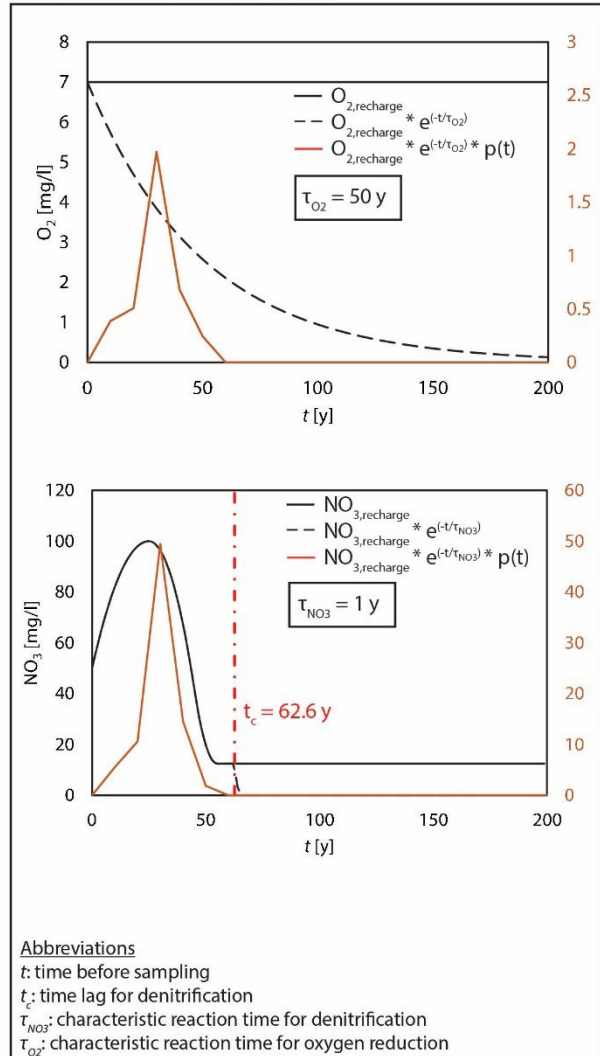 8
7
6
5
4
3
2
1
0
O₂ [mg/l]
3
2.5
2
1.5
1
0.5
0
O₂,recharge
O₂,recharge * e^(-t/τO2)
O₂,recharge * e^(-t/τO2) * p(t)
τO2 = 50 y
0 50 100 150 200
t [y]
120
100
80
60
40
20
0
NO₃ [mg/l]
60
50
40
30
20
10
0
NO₃,recharge
NO₃,recharge * e^(-t/τNO3)
NO₃,recharge * e^(-t/τNO3) * p(t)
τNO3 = 1 y
tc = 62.6 y
0 50 100 150 200
t [y]
Abbreviations
t: time before sampling
tc: time lag for denitrification
τNO3: characteristic reaction time for denitrification
τO2: characteristic reaction time for oxygen reduction